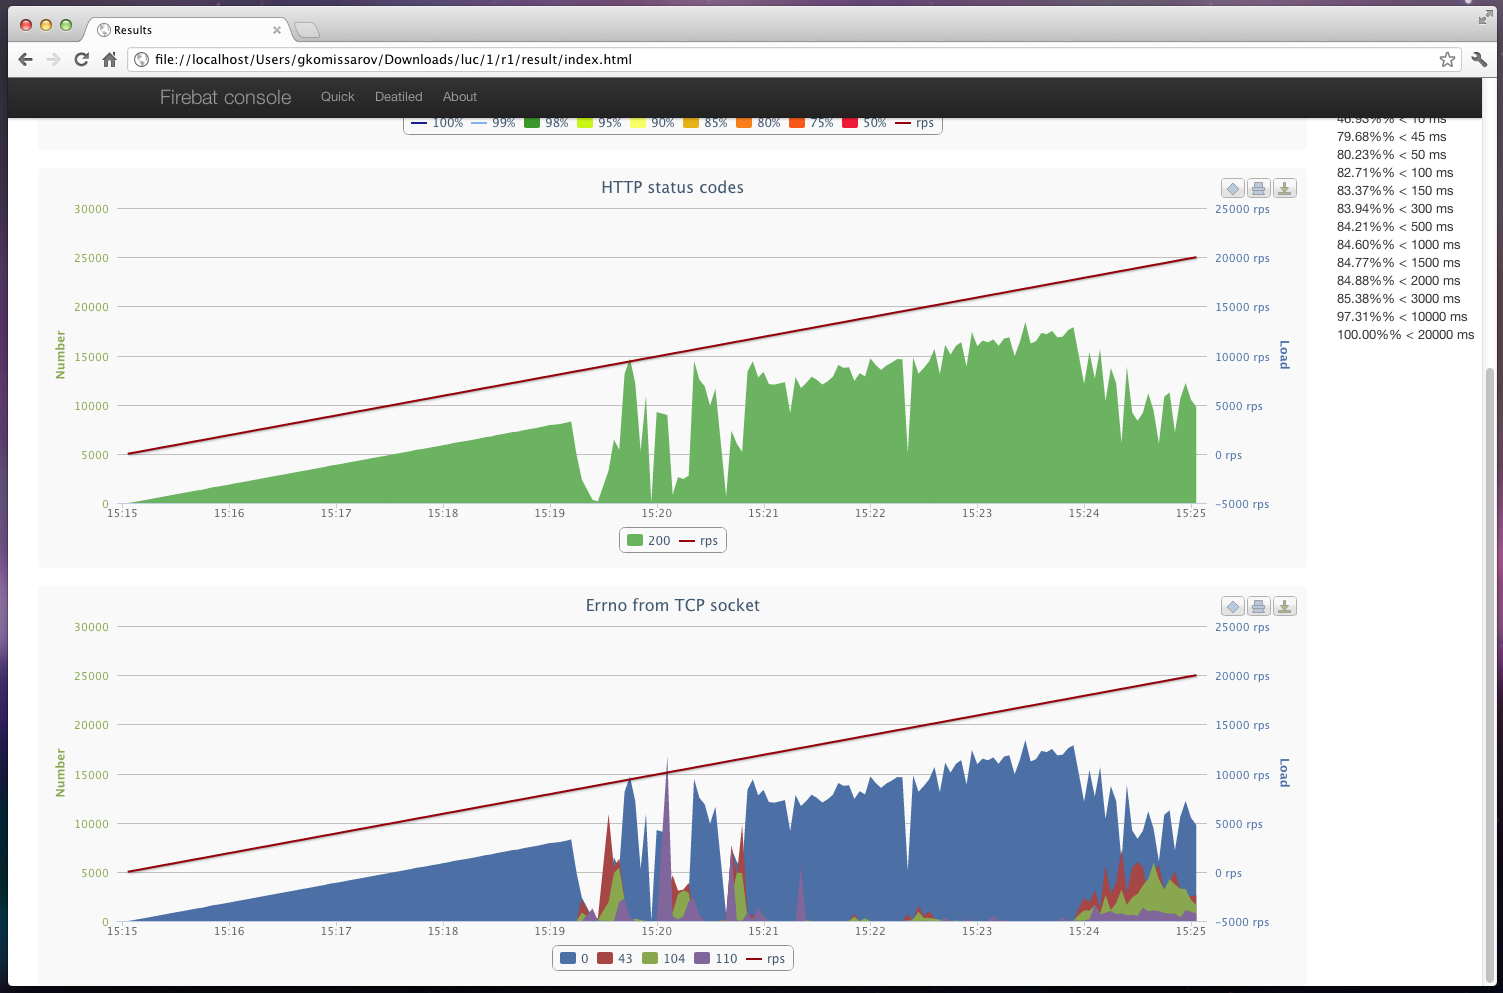 Results
file://localhost/Users/gkomissarov/Downloads/luc/1/r1/result/index.html
Firebat console Quick Deatiled About
100% 99% 98% 95% 90% 85% 80% 75% 50% rps
46.93%% < 10 ms
79.68%% < 45 ms
80.23%% < 50 ms
82.71%% < 100 ms
83.37%% < 150 ms
83.94%% < 300 ms
84.21%% < 500 ms
84.60%% < 1000 ms
84.77%% < 1500 ms
84.88%% < 2000 ms
85.38%% < 3000 ms
97.31%% < 10000 ms
100.00%% < 20000 ms
HTTP status codes
30000 25000 rps
25000 20000 rps
20000 15000 rps
Number
15000 10000 rps
Load
10000 5000 rps
5000 0 rps
0 -5000 rps
15:15 15:16 15:17 15:18 15:19 15:20 15:21 15:22 15:23 15:24 15:25
200 rps
Errno from TCP socket
30000 25000 rps
25000 20000 rps
20000 15000 rps
Number
15000 10000 rps
Load
10000 5000 rps
5000 0 rps
0 -5000 rps
15:15 15:16 15:17 15:18 15:19 15:20 15:21 15:22 15:23 15:24 15:25
0 43 104 110 rps